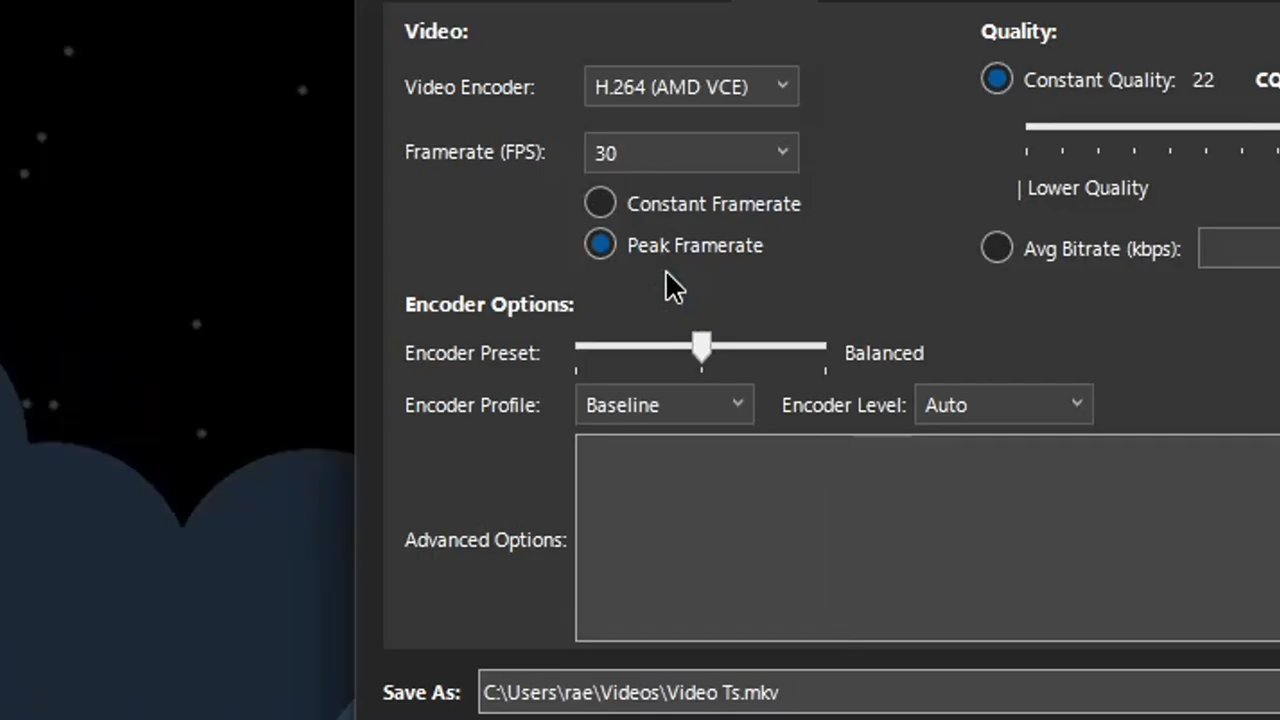 Video:
Video Encoder: H.264 (AMD VCE)
Framerate (FPS): 30
Constant Framerate
Peak Framerate
Encoder Options:
Encoder Preset: Balanced
Encoder Profile: Baseline Encoder Level: Auto
Advanced Options:
Quality:
Constant Quality: 22 CQ
| Lower Quality
Avg Bitrate (kbps):
Save As: C:\Users\rae\Videos\Video Ts.mkv